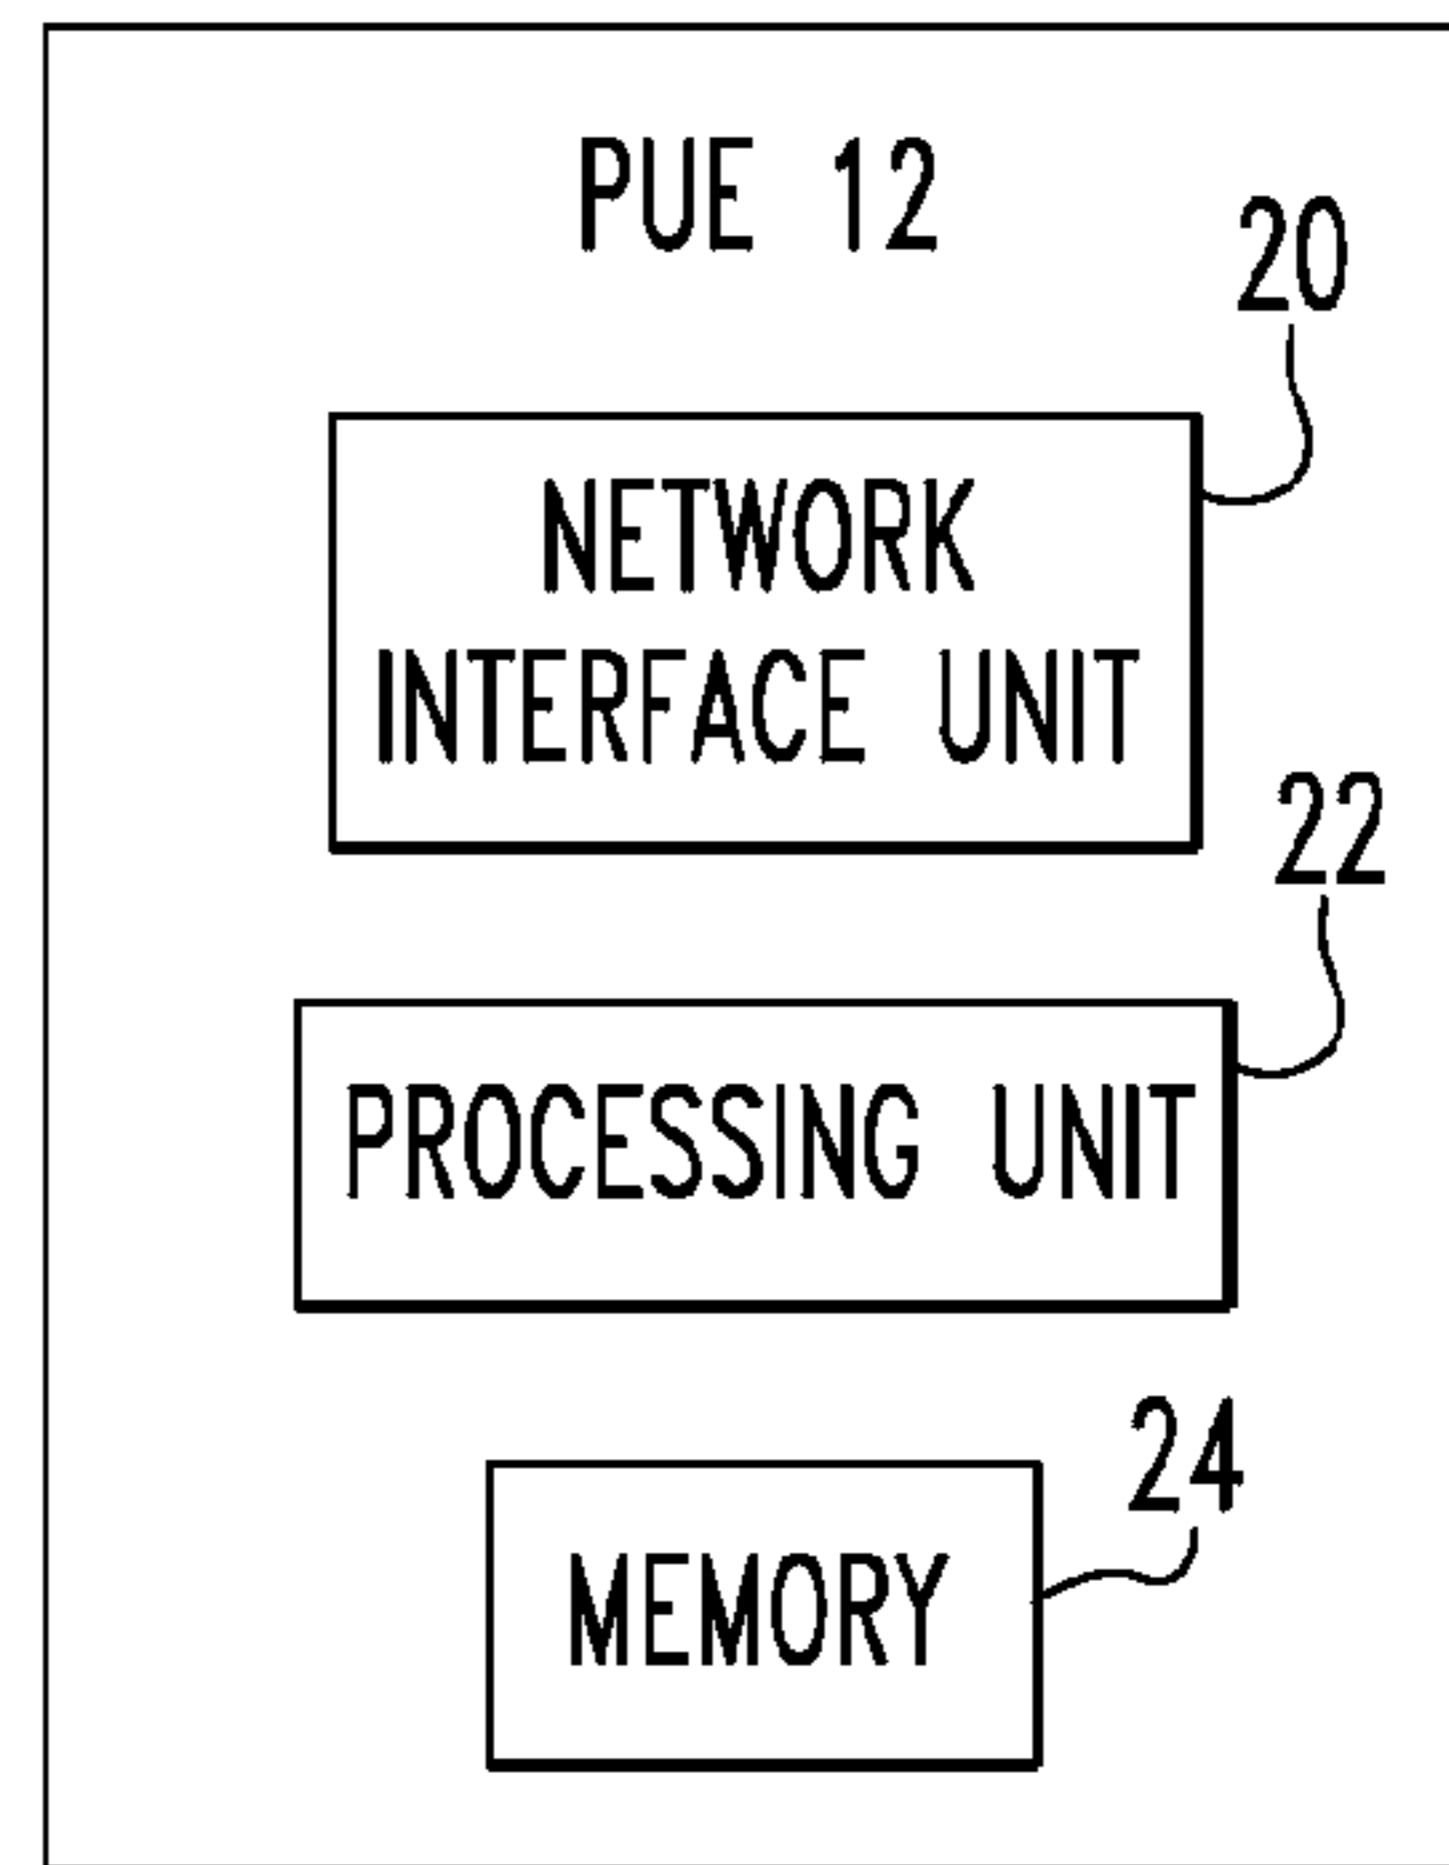 PUE 12
20
NETWORK
INTERFACE UNIT
22
PROCESSING UNIT
24
MEMORY